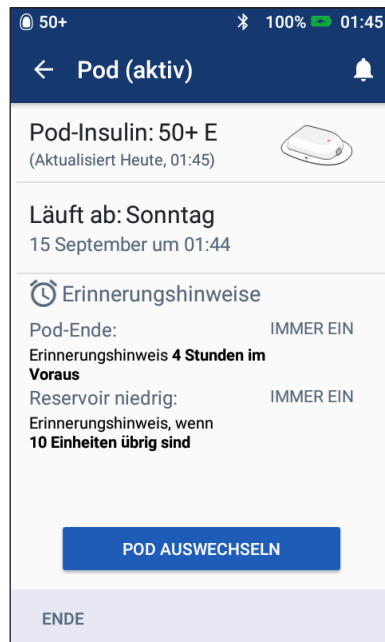 50+ 100% 01:45
Pod (aktiv)
Pod-Insulin: 50+ E
(Aktualisiert Heute, 01:45)
Läuft ab: Sonntag
15 September um 01:44
Erinnerungshinweise
Pod-Ende: IMMER EIN
Erinnerungshinweis 4 Stunden im
Voraus
Reservoir niedrig: IMMER EIN
Erinnerungshinweis, wenn
10 Einheiten übrig sind
POD AUSWECHSELN
ENDE